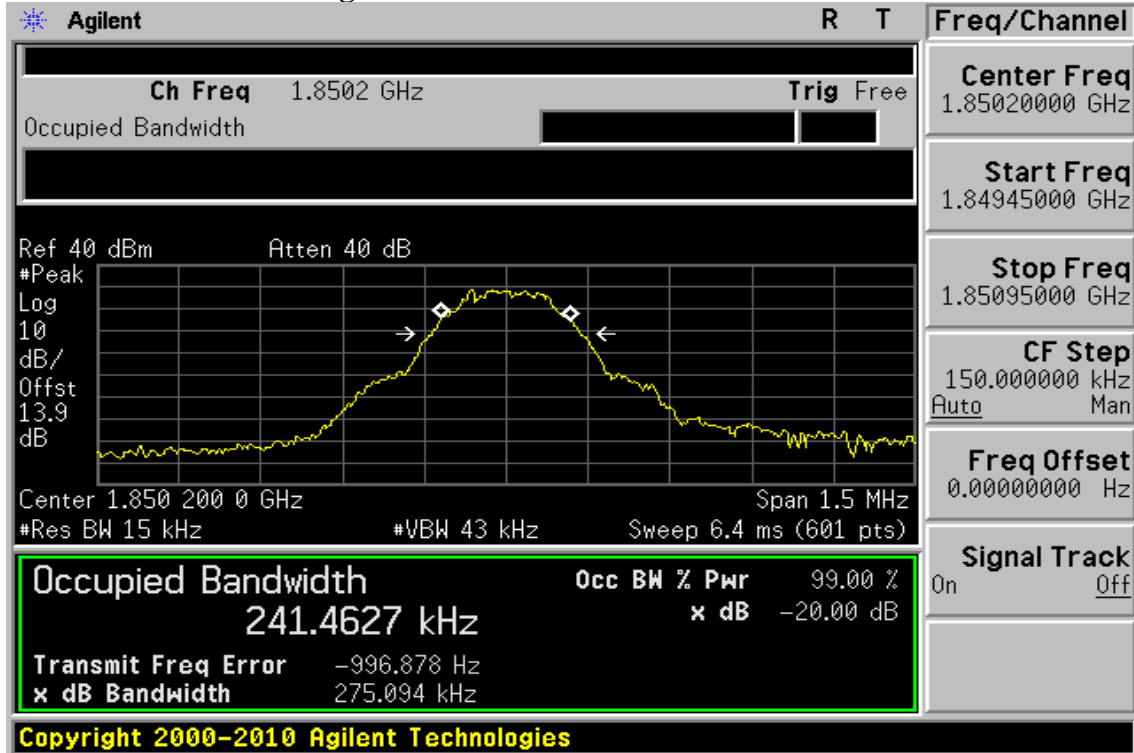 Agilent R T Freq/Channel
Ch Freq 1.8502 GHz Trig Free
Occupied Bandwidth
Center Freq
1.85020000 GHz
Start Freq
1.84945000 GHz
Stop Freq
1.85095000 GHz
CF Step
150.000000 kHz
Auto Man
Freq Offset
0.00000000 Hz
Signal Track
On Off
Ref 40 dBm Atten 40 dB
#Peak
Log
10
dB/
Offst
13.9
dB
Center 1.850 200 0 GHz Span 1.5 MHz
#Res BW 15 kHz #VBW 43 kHz Sweep 6.4 ms (601 pts)
Occupied Bandwidth Occ BW % Pwr 99.00 %
241.4627 kHz x dB -20.00 dB
Transmit Freq Error -996.878 Hz
x dB Bandwidth 275.094 kHz
Copyright 2000-2010 Agilent Technologies